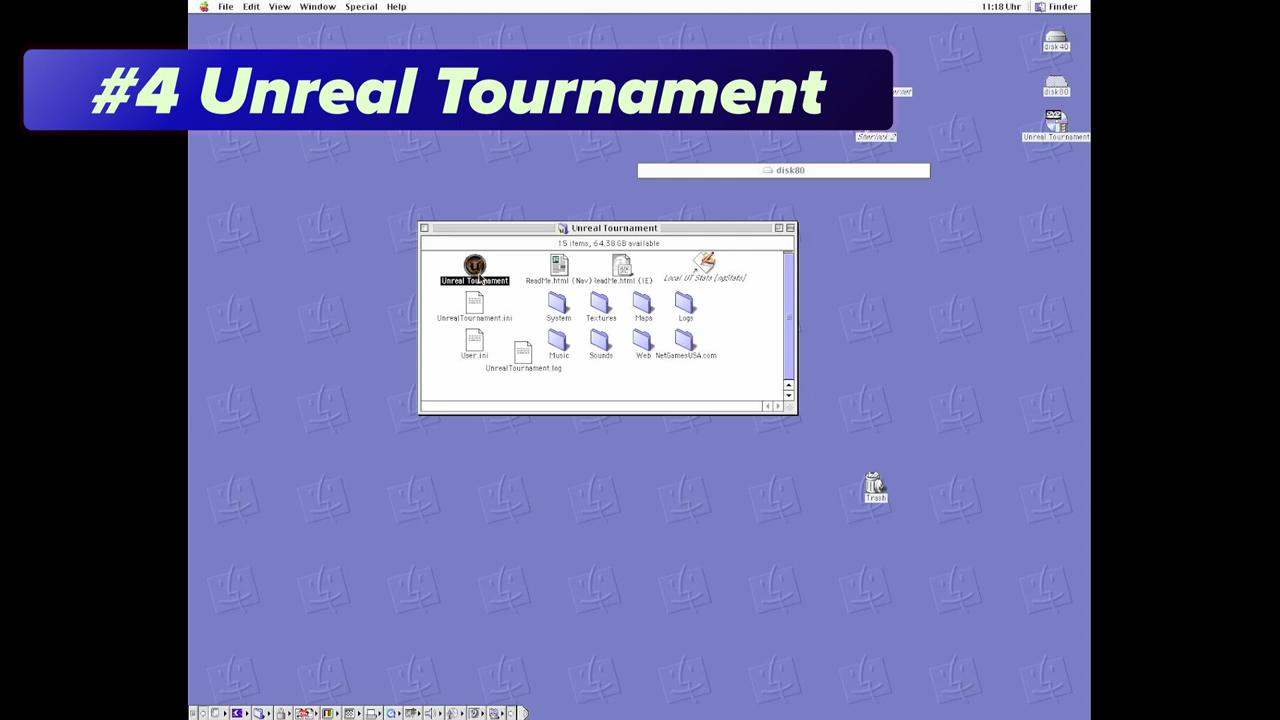 File Edit View Window Special Help 11:18 Uhr Finder
disk40
#4 Unreal Tournament
disk80
Sherlock 2
Unreal Tournament
disk80
Unreal Tournament
15 items, 64.38 GB available
Unreal Tournament ReadMe.html (Nav) ReadMe.html (IE) Local UT Stats [ngStats]
UnrealTournament.ini System Textures Maps Logs
User.ini Music Sounds Web NetGamesUSA.com
UnrealTournament.log
Trash